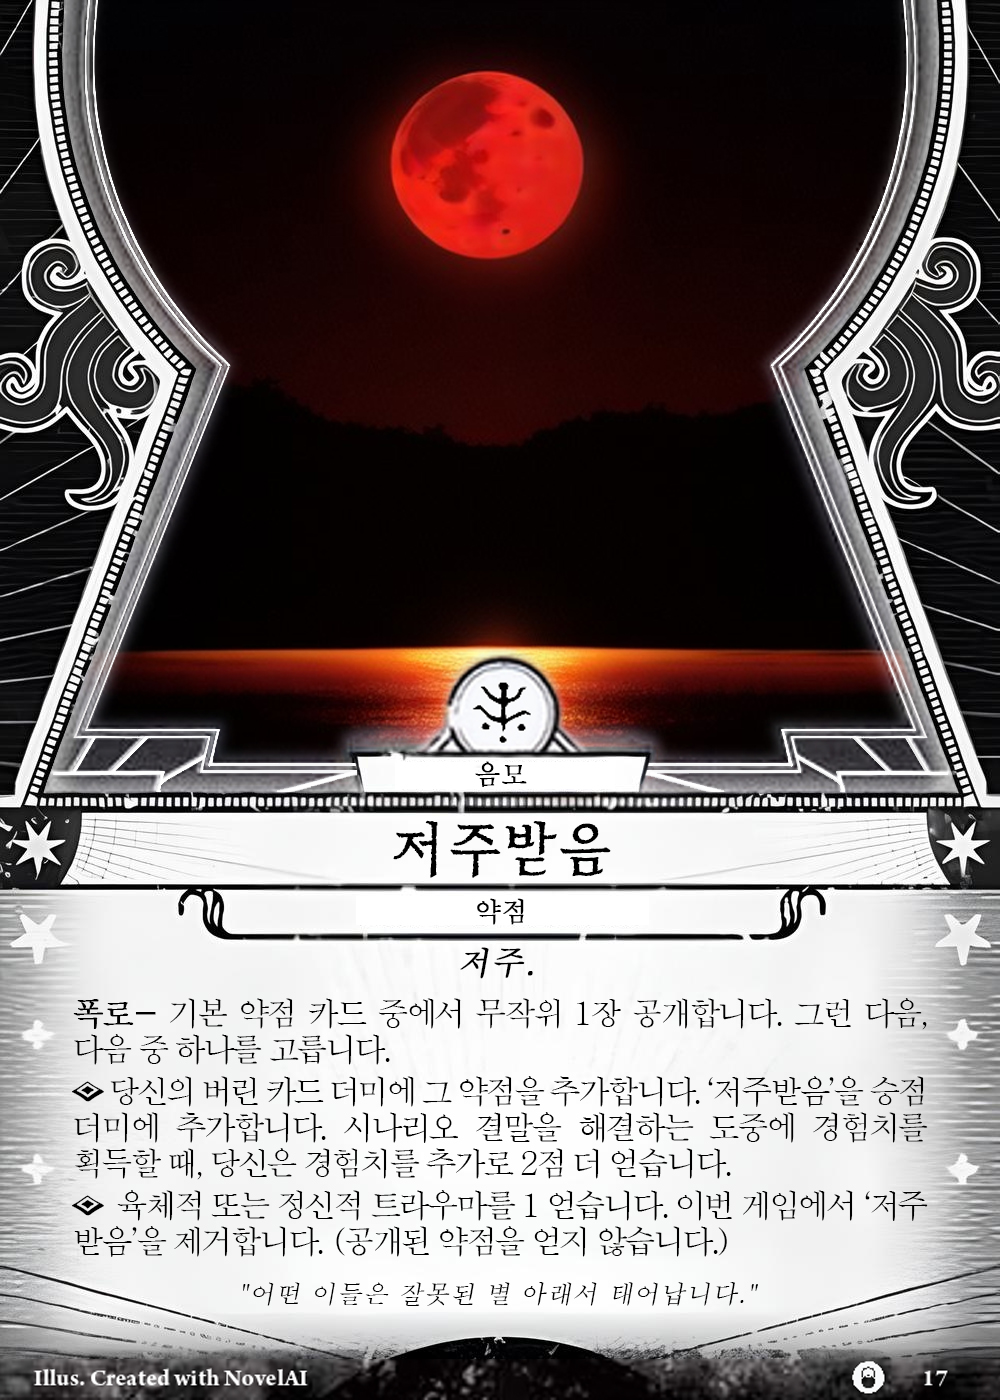 음모
저주받음
약점
저주.
폭로– 기본 약점 카드 중에서 무작위 1장 공개합니다. 그런 다음,
다음 중 하나를 고릅니다.
당신의 버린 카드 더미에 그 약점을 추가합니다. ‘저주받음’을 승점
더미에 추가합니다. 시나리오 결말을 해결하는 도중에 경험치를
획득할 때, 당신은 경험치를 추가로 2점 더 얻습니다.
육체적 또는 정신적 트라우마를 1 얻습니다. 이번 게임에서 ‘저주
받음’을 제거합니다. (공개된 약점을 얻지 않습니다.)
"어떤 이들은 잘못된 별 아래서 태어납니다."
Illus. Created with NovelAI
17